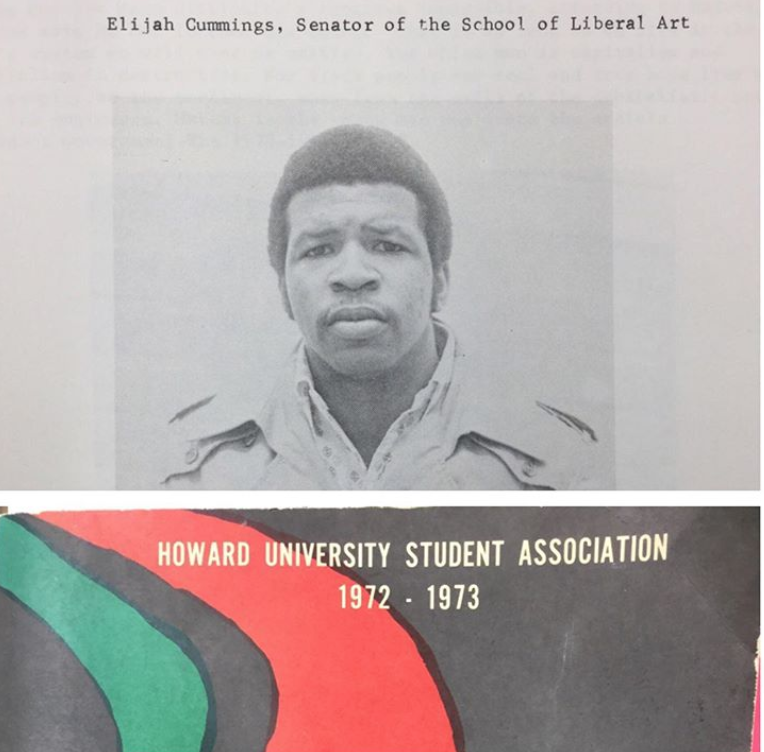 Elijah Cummings, Senator of the School of Liberal Art
HOWARD UNIVERSITY STUDENT ASSOCIATION
1972 - 1973